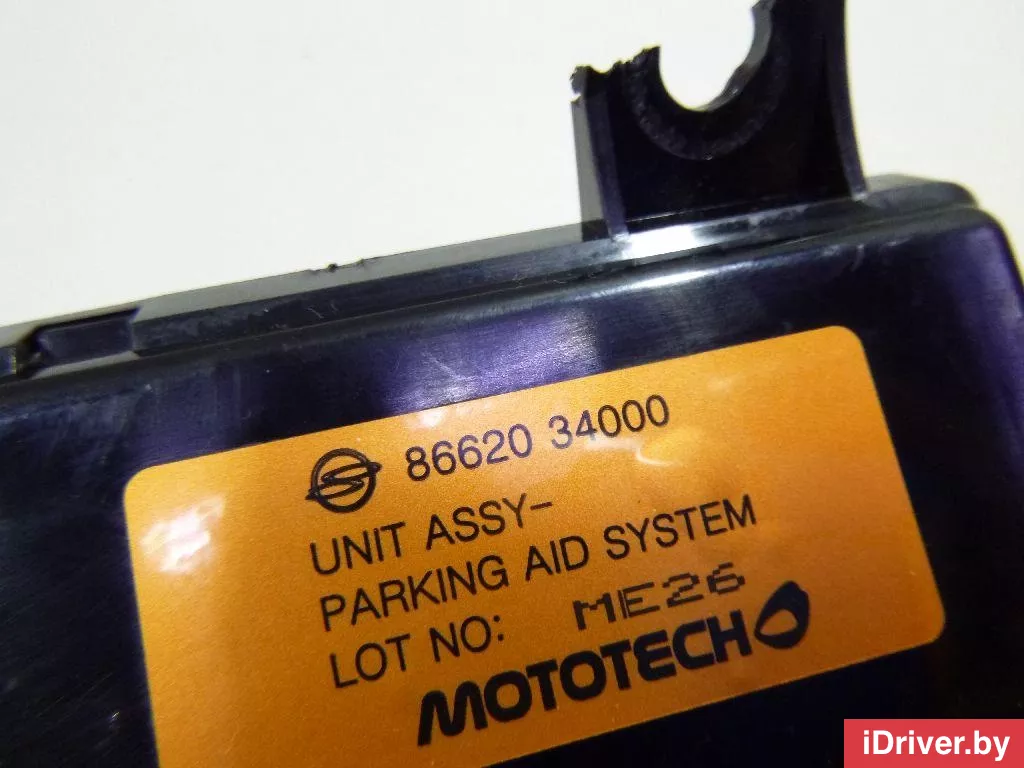 86620 34000
UNIT ASSY-
PARKING AID SYSTEM
LOT NO: ME26
MOTOTECH
iDriver.by